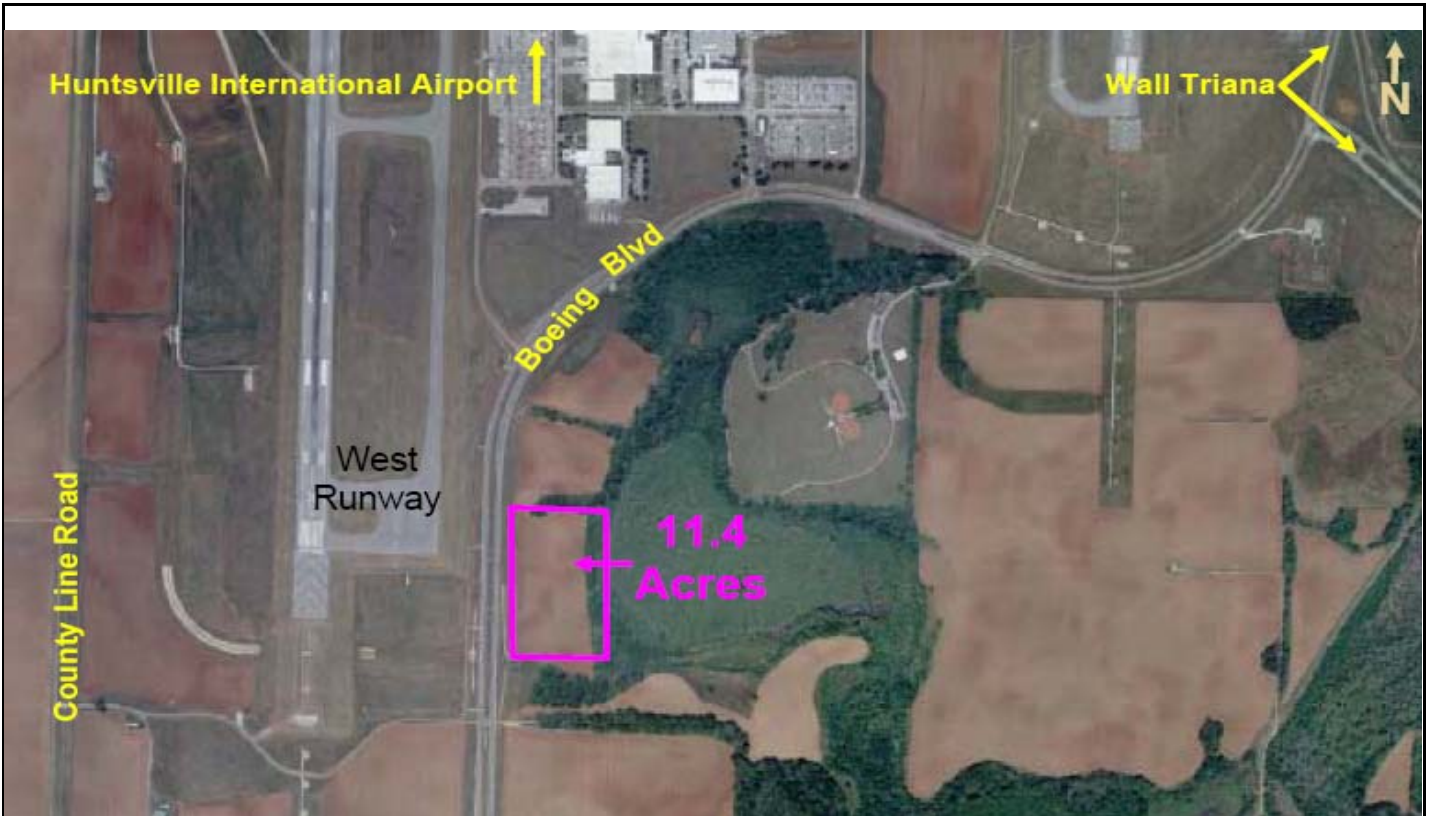 Huntsville International Airport
Wall Triana
N
Boeing Blvd
West
Runway
11.4
Acres
County Line Road